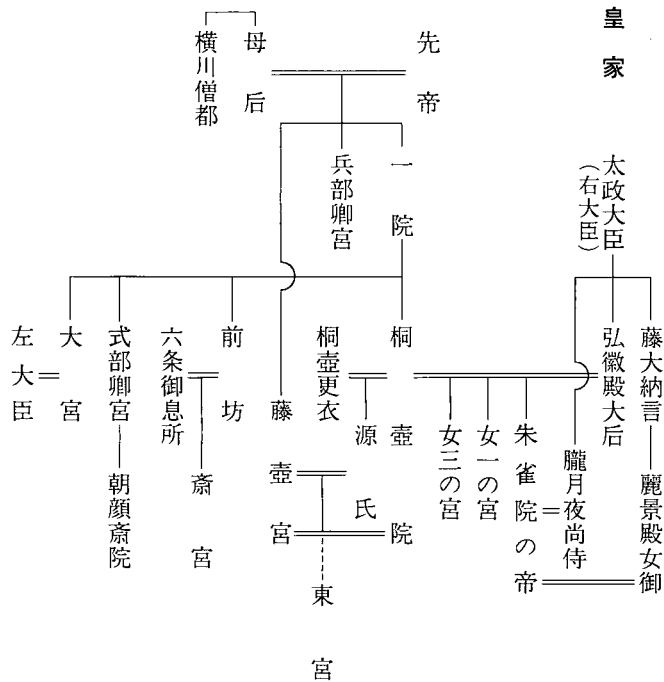 皇家
太政大臣
(右大臣)
藤大納言
麗景殿女御
弘徽殿大后
朧月夜尚侍
朱雀院の帝
女一の宮
女三の宮
先帝
母后
横川僧都
一院
兵部卿宮
藤壺宮
桐壺院
桐壺更衣
源氏
東宮
前坊
六条御息所
斎宮
式部卿宮
朝顔斎院
大宮
左大臣